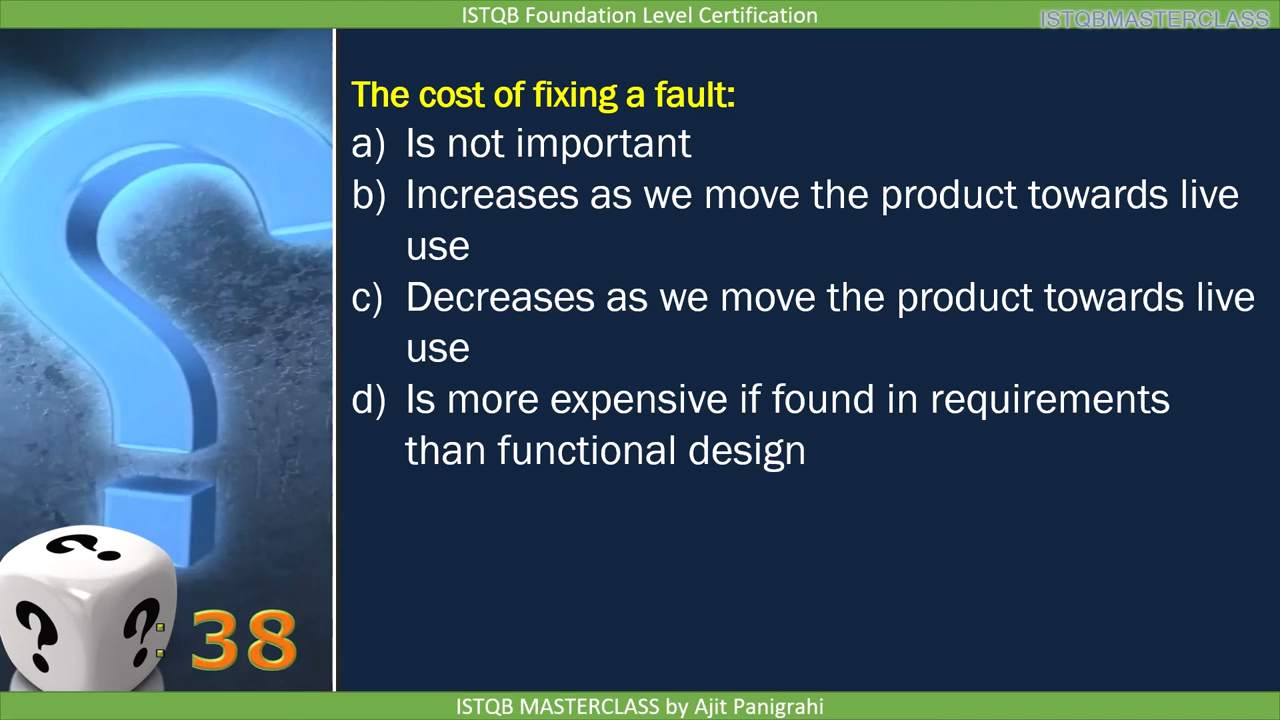 ISTQB Foundation Level Certification
ISTQBMASTERCLASS
The cost of fixing a fault:
a) Is not important
b) Increases as we move the product towards live
use
c) Decreases as we move the product towards live
use
d) Is more expensive if found in requirements
than functional design
? ? ?
: 38
ISTQB MASTERCLASS by Ajit Panigrahi